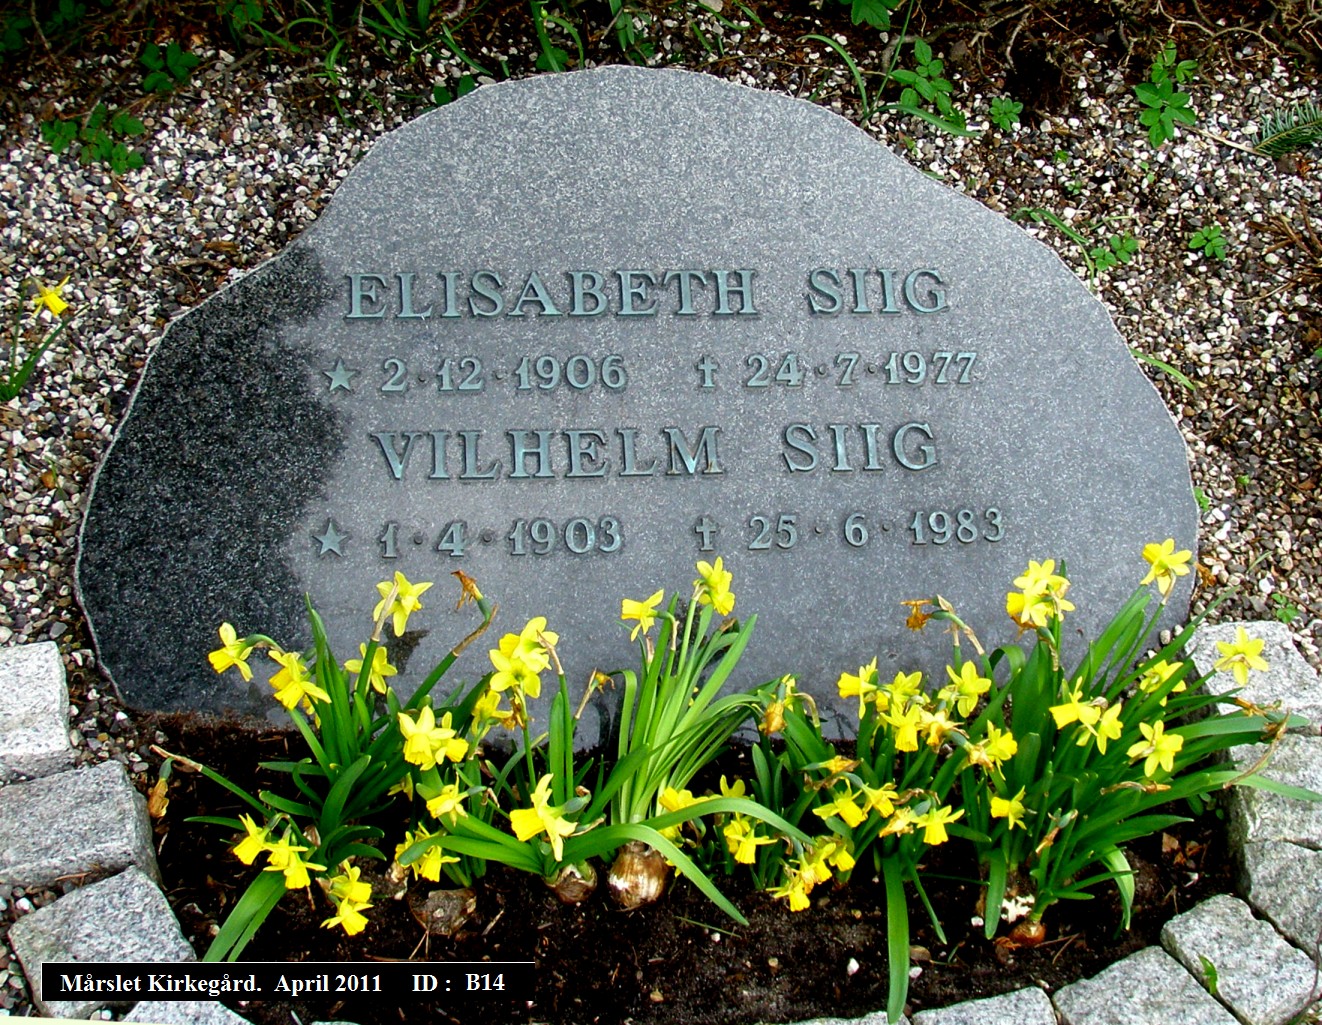 ELISABETH SIIG
★ 2·12·1906 † 24·7·1977
VILHELM SIIG
★ 1·4·1903 † 25·6·1983
Mårslet Kirkegård. April 2011 ID : B14